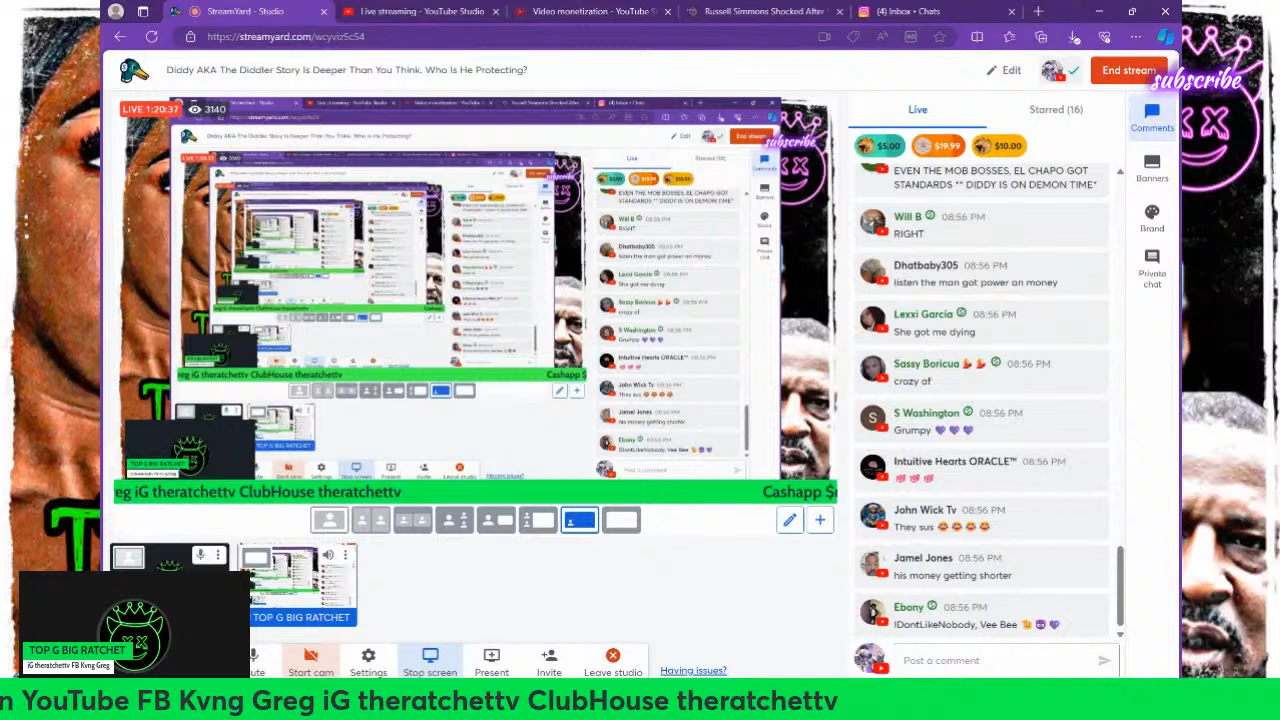 StreamYard - Studio
Live streaming - YouTube Studio
Video monetization - YouTube S
Russell Simmons Shocked After
(4) Inbox • Chats
https://streamyard.com/wcyviz5c54
Diddy AKA The Diddler Story Is Deeper Than You Think. Who Is He Protecting?
Edit
End stream
subscribe
LIVE 1:20:37
3140
Live
Starred (16)
Comments
Banners
Brand
Private chat
$5.00
$19.99
$10.00
EVEN THE MOB BOSSES, EL CHAPO GOT
STANDARDS ** DIDDY IS ON DEMON TIME"
Will B 08:56 PM
RIGHT
Dhatbaby305 08:56 PM
listen the man got power an money
Lexxi Garcia 08:56 PM
She got me dying
Sassy Boricua 💃💃 08:56 PM
crazy af
S Washington 08:56 PM
Grumpy 💜💜💜
Intuitive Hearts ORACLE™ 08:56 PM
💯💯💯
John Wick Tv 08:56 PM
They sus 😂😂😂😂
Jamel Jones 08:56 PM
his money getting shorter
Ebony 08:56 PM
IDontLikeNobody, Vee Bee
Post a comment
reg iG theratchettv ClubHouse theratchettv
Cashapp $
TOP G BIG RATCHET
TOP G BIG RATCHET
iG theratchettv FB Kvng Greg
ute
Start cam
Settings
Stop screen
Present
Invite
Leave studio
Having issues?
n YouTube FB Kvng Greg iG theratchettv ClubHouse theratchettv